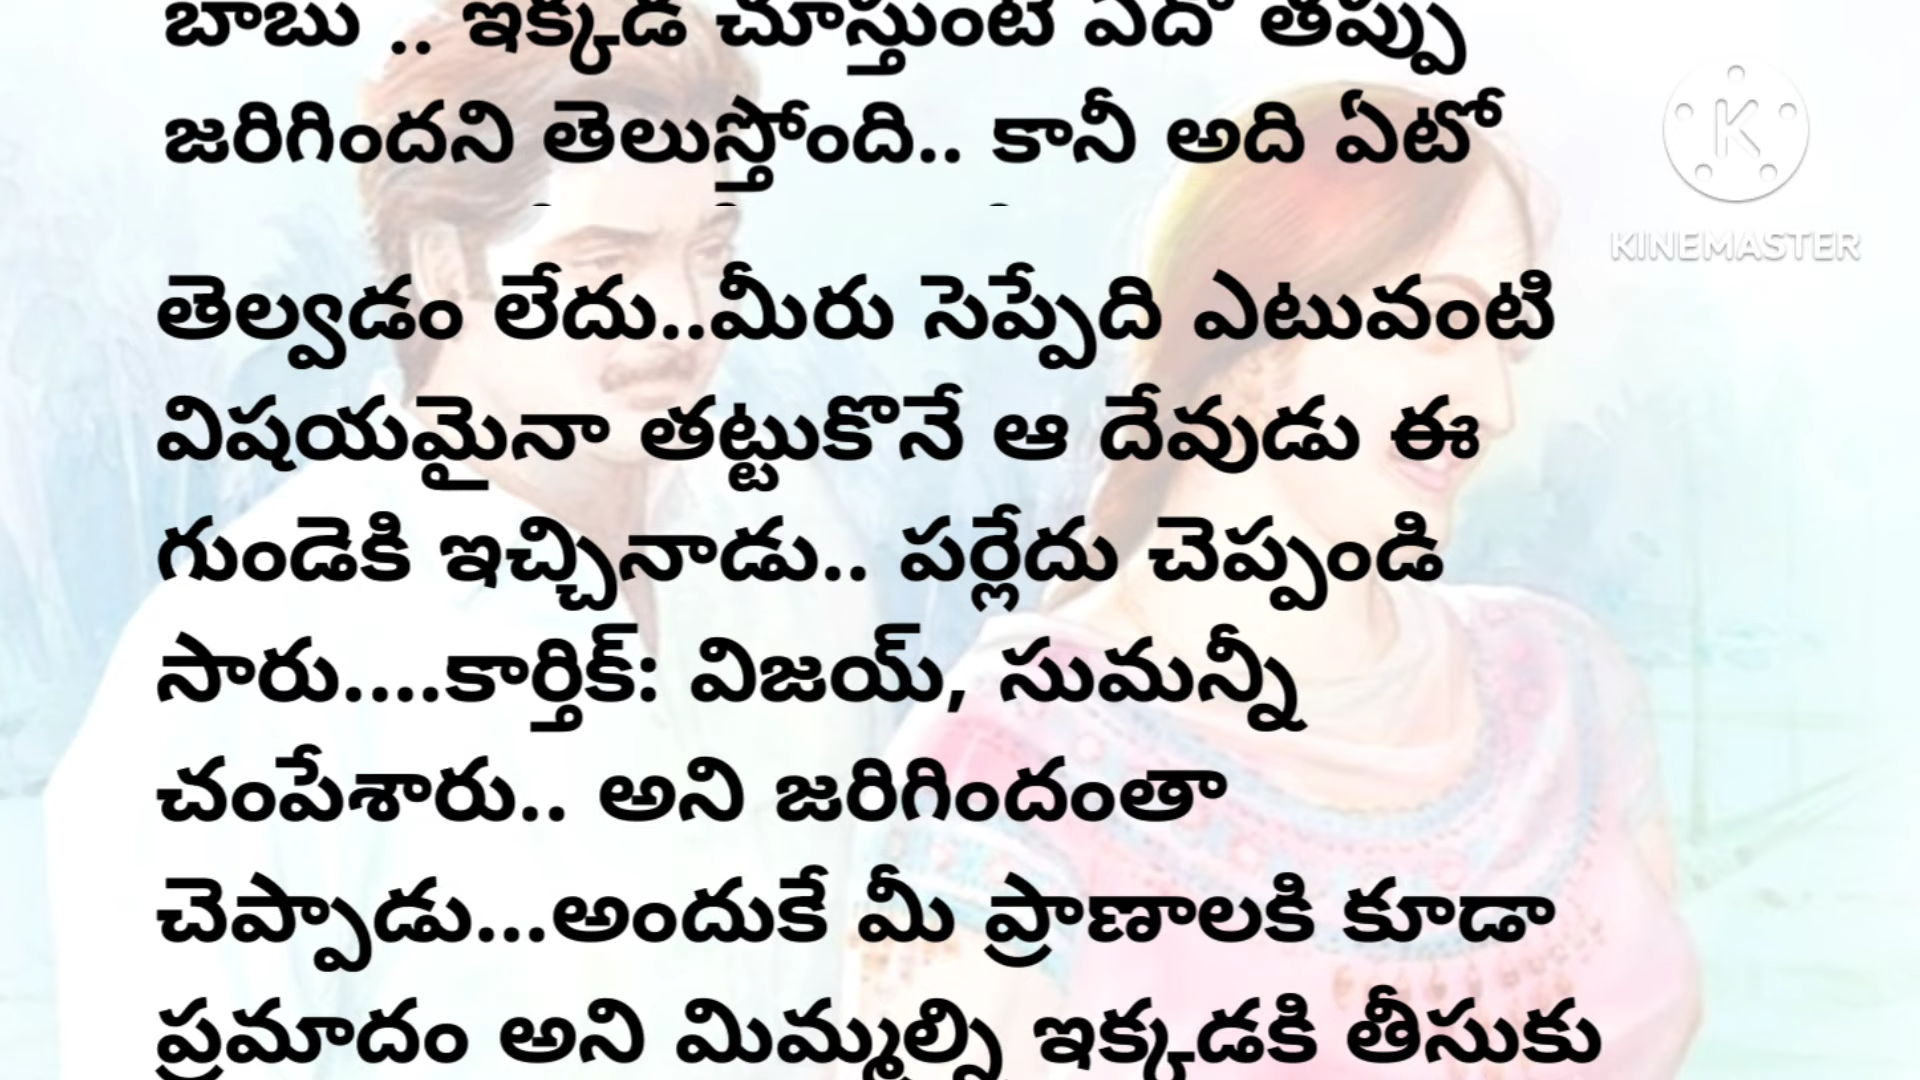 బాబు .. ఇక్కడ చూస్తుంటే ఏదో తప్పు
జరిగిందని తెలుస్తోంది.. కానీ అది ఏటో
తెల్వడం లేదు..మీరు సెప్పేది ఎటువంటి
విషయమైనా తట్టుకొనే ఆ దేవుడు ఈ
గుండెకి ఇచ్చినాడు.. పర్లేదు చెప్పండి
సారు....కార్తిక్: విజయ్, సుమన్నీ
చంపేశారు.. అని జరిగిందంతా
చెప్పాడు...అందుకే మీ ప్రాణాలకి కూడా
ప్రమాదం అని మిమ్మల్ని ఇక్కడకి తీసుకు
K
KINEMASTER